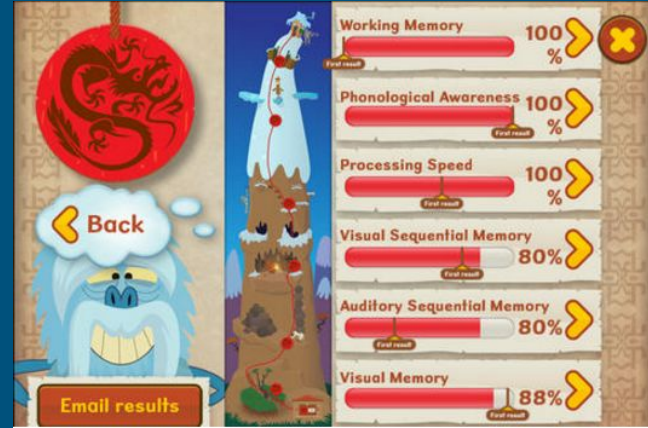 Back
Email results
Working Memory
100
%
First result
Phonological Awareness
100
%
First result
Processing Speed
100
%
First result
Visual Sequential Memory
80%
First result
Auditory Sequential Memory
80%
First result
Visual Memory
88%
First result